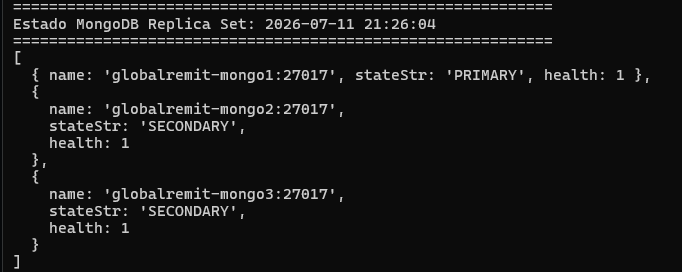 ============================================================
Estado MongoDB Replica Set: 2026-07-11 21:26:04
============================================================
[
  { name: 'globalremit-mongo1:27017', stateStr: 'PRIMARY', health: 1 },
  {
    name: 'globalremit-mongo2:27017',
    stateStr: 'SECONDARY',
    health: 1
  },
  {
    name: 'globalremit-mongo3:27017',
    stateStr: 'SECONDARY',
    health: 1
  }
]